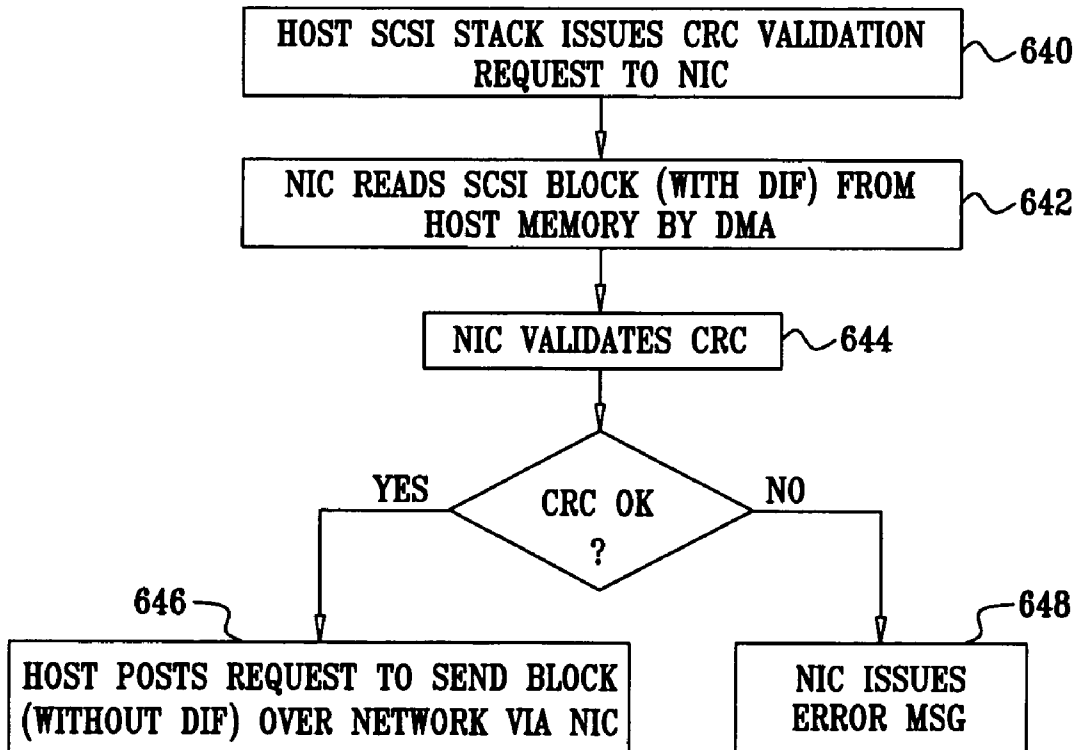 HOST SCSI STACK ISSUES CRC VALIDATION
REQUEST TO NIC
640
NIC READS SCSI BLOCK (WITH DIF) FROM
HOST MEMORY BY DMA
642
NIC VALIDATES CRC
644
YES
CRC OK
?
NO
646
HOST POSTS REQUEST TO SEND BLOCK
(WITHOUT DIF) OVER NETWORK VIA NIC
648
NIC ISSUES
ERROR MSG